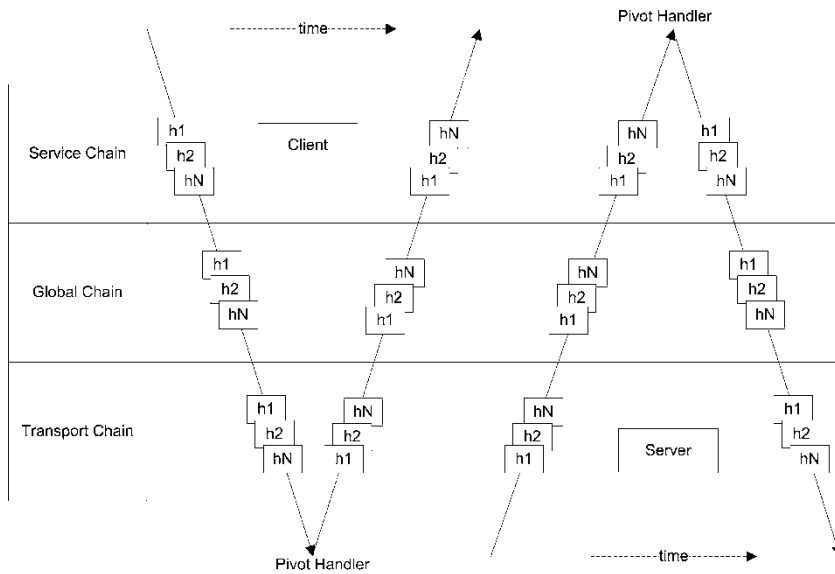 Pivot Handler
time
h1
hN
hN
h1
Service Chain
Client
h2
h2
h2
h2
hN
h1
h1
hN
h1
hN
hN
h1
Global Chain
h2
h2
h2
h2
hN
h1
h1
hN
h1
hN
hN
h1
Transport Chain
h2
h2
h2
h2
Server
hN
h1
h1
hN
Pivot Handler
time